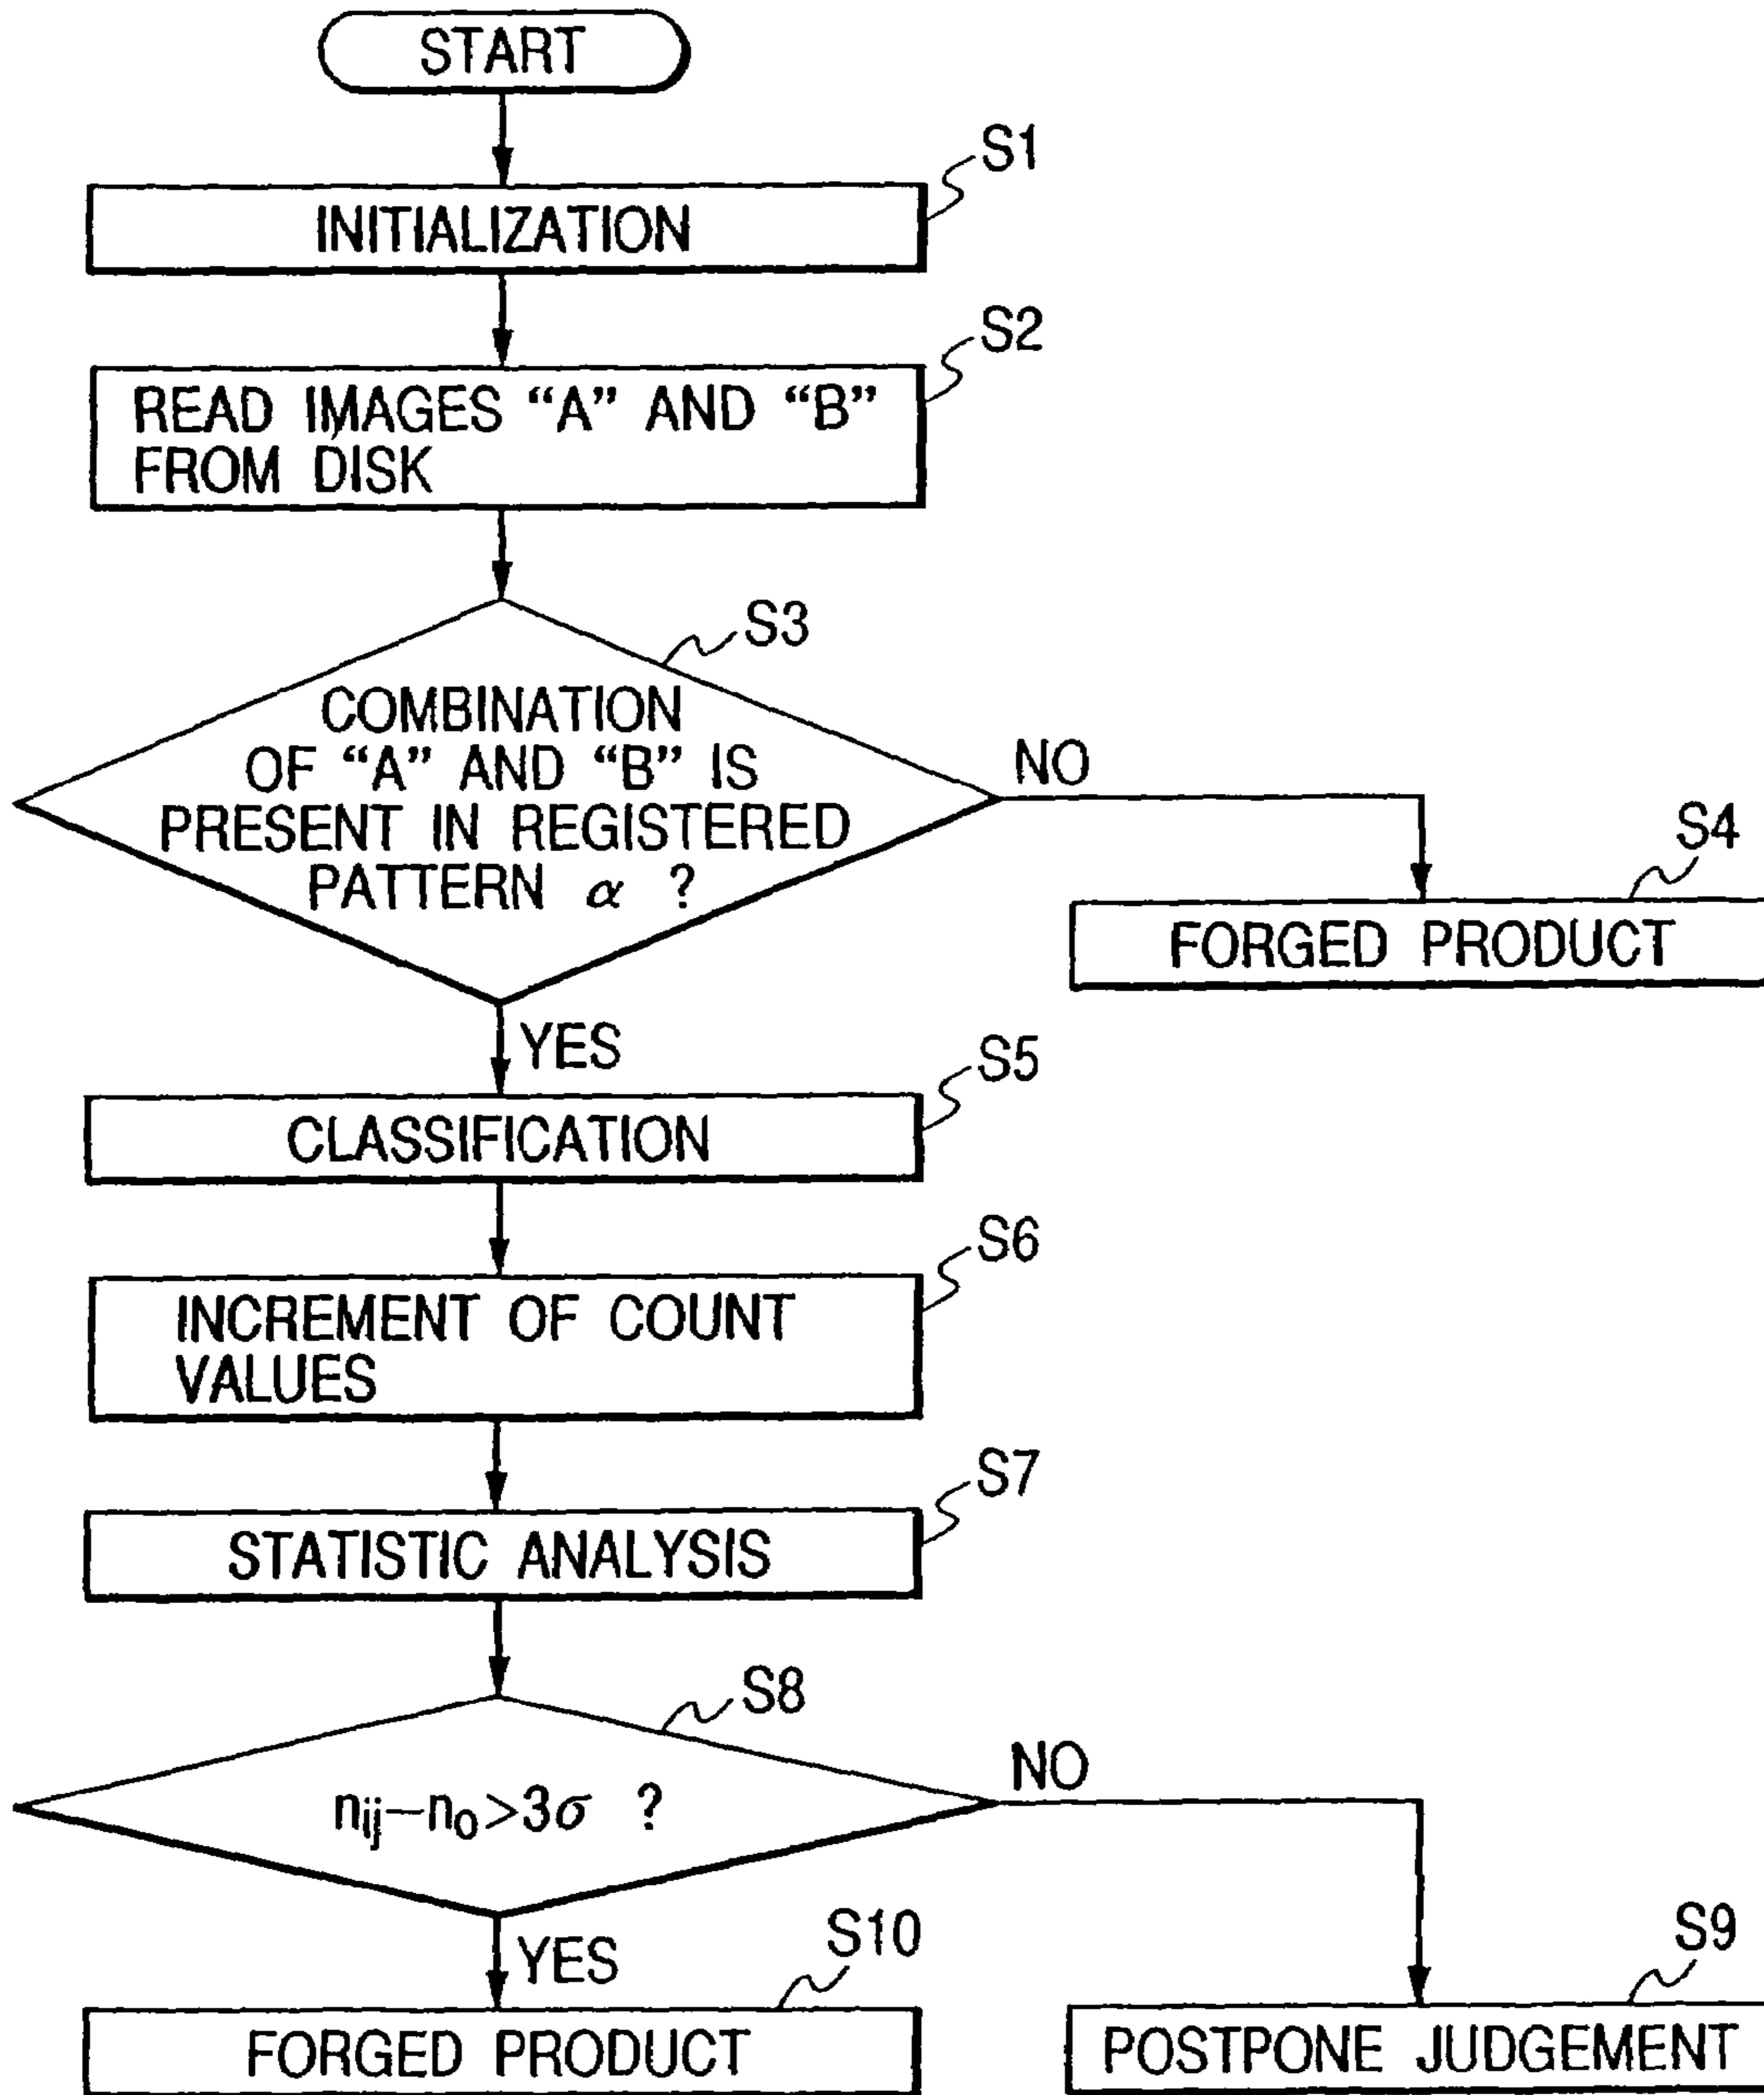 START
S1
INITIALIZATION
S2
READ IMAGES “A” AND “B”
FROM DISK
S3
COMBINATION
OF “A” AND “B” IS
PRESENT IN REGISTERED
PATTERN α ?
NO
S4
FORGED PRODUCT
YES
S5
CLASSIFICATION
S6
INCREMENT OF COUNT
VALUES
S7
STATISTIC ANALYSIS
S8
nij−n0>3σ ?
NO
YES
S10
FORGED PRODUCT
S9
POSTPONE JUDGEMENT